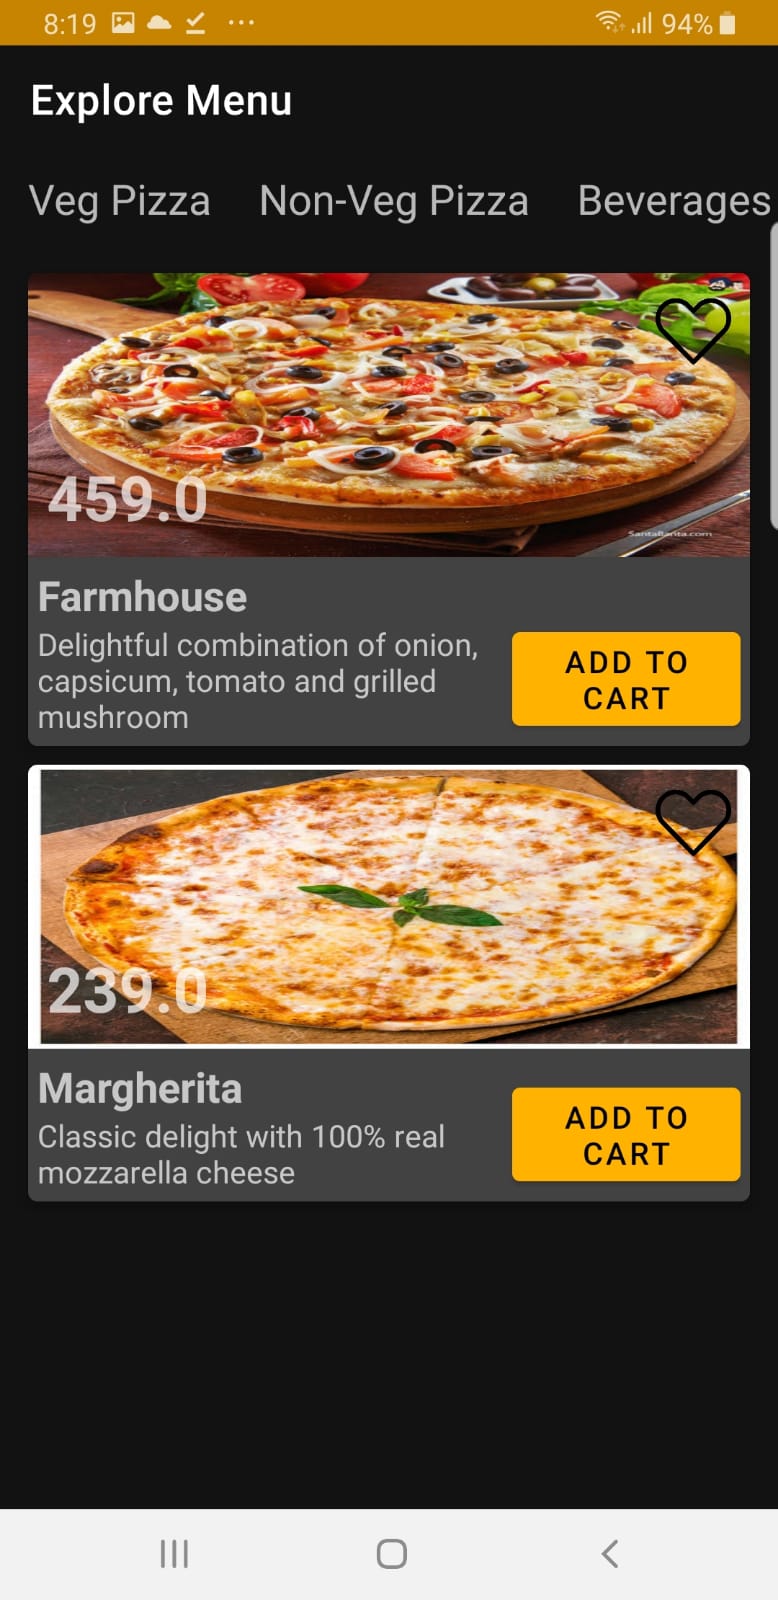 8:19 94%
Explore Menu
Veg Pizza Non-Veg Pizza Beverages
459.0
SantaBanta.com
Farmhouse
Delightful combination of onion,
capsicum, tomato and grilled
mushroom
ADD TO
CART
239.0
Margherita
Classic delight with 100% real
mozzarella cheese
ADD TO
CART